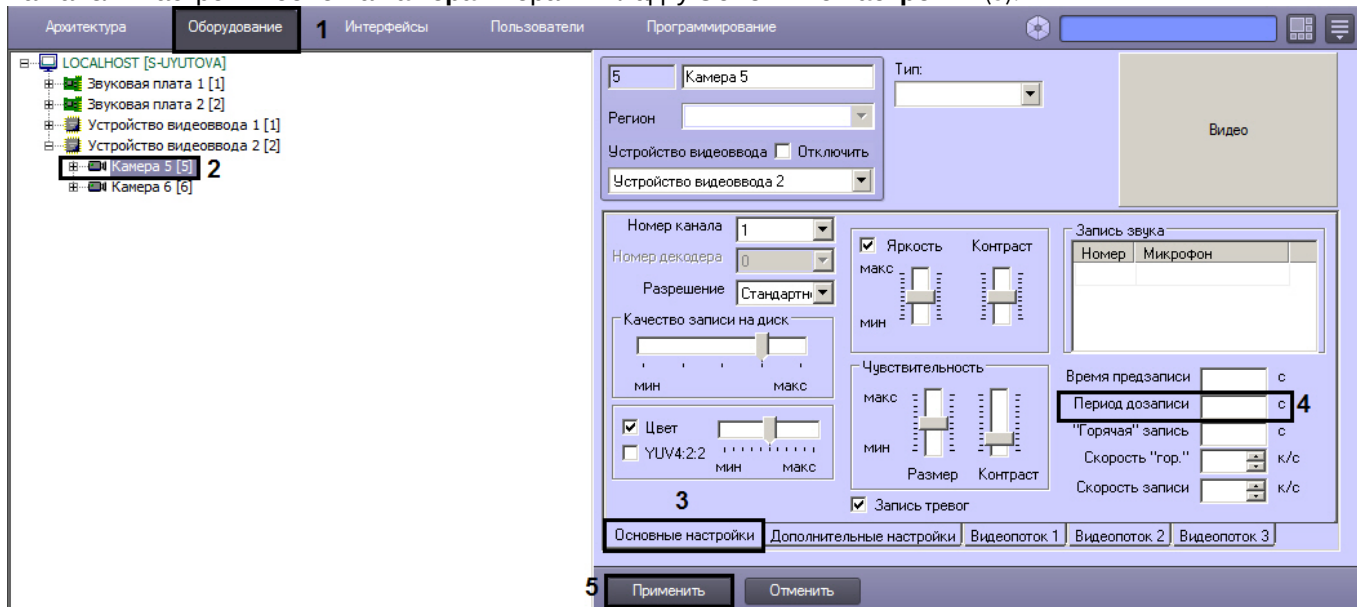 Архитектура
Оборудование
1
Интерфейсы
Пользователи
Программирование
LOCALHOST [S-UYUTOVA]
Звуковая плата 1 [1]
Звуковая плата 2 [2]
Устройство видеоввода 1 [1]
Устройство видеоввода 2 [2]
Камера 5 [5]
2
Камера 6 [6]
5
Камера 5
Тип:
Регион
Устройство видеоввода
Отключить
Устройство видеоввода 2
Видео
Номер канала
1
Номер декодера
0
Разрешение
Стандартн
Качество записи на диск
мин
макс
Цвет
YUV4:2:2
мин
макс
Яркость
Контраст
макс
мин
Чувствительность
макс
мин
Размер
Контраст
Запись тревог
Запись звука
Номер
Микрофон
Время предзаписи
с
Период дозаписи
с
4
"Горячая" запись
с
Скорость "гор."
к/с
Скорость записи
к/с
3
Основные настройки
Дополнительные настройки
Видеопоток 1
Видеопоток 2
Видеопоток 3
5
Применить
Отменить